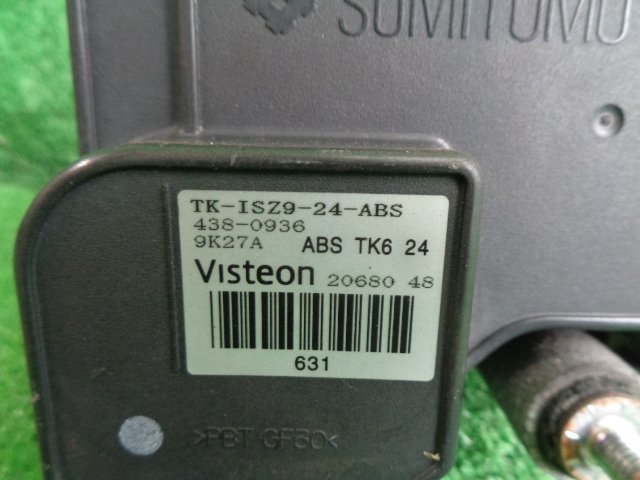 SUMITOMO
TK-ISZ9-24-ABS
438-0936
9K27A ABS TK6 24
Visteon 20680 48
631
>PBT GF30<